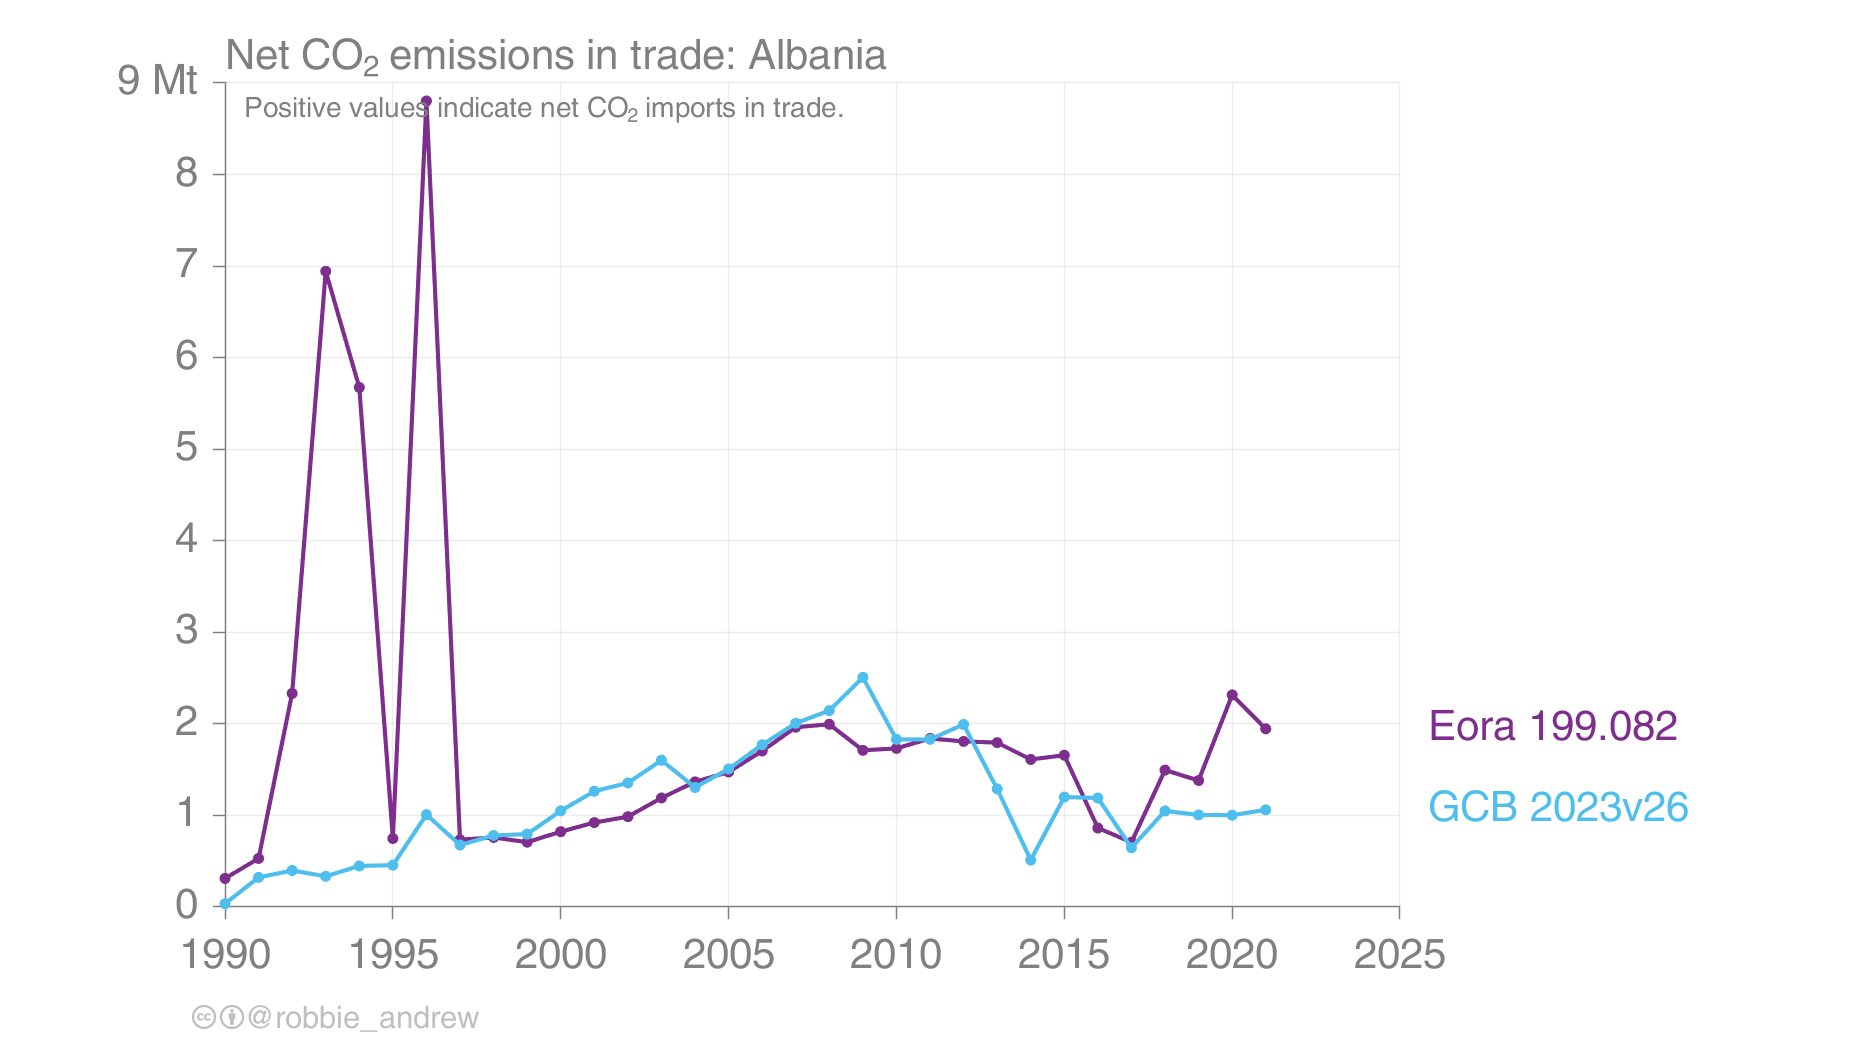 Net CO₂ emissions in trade: Albania
9 Mt
Positive values indicate net CO₂ imports in trade.
8
7
6
5
4
3
2
Eora 199.082
1
GCB 2023v26
0
1990 1995 2000 2005 2010 2015 2020 2025
@robbie_andrew